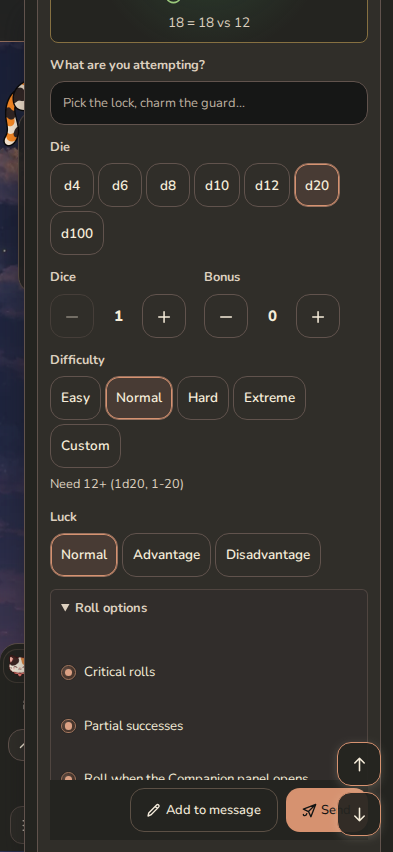 18 = 18 vs 12
What are you attempting?
Pick the lock, charm the guard...
Die
d4 d6 d8 d10 d12 d20
d100
Dice Bonus
− 1 + − 0 +
Difficulty
Easy Normal Hard Extreme
Custom
Need 12+ (1d20, 1-20)
Luck
Normal Advantage Disadvantage
▼ Roll options
Critical rolls
Partial successes
Roll when the Companion panel opens
Add to message